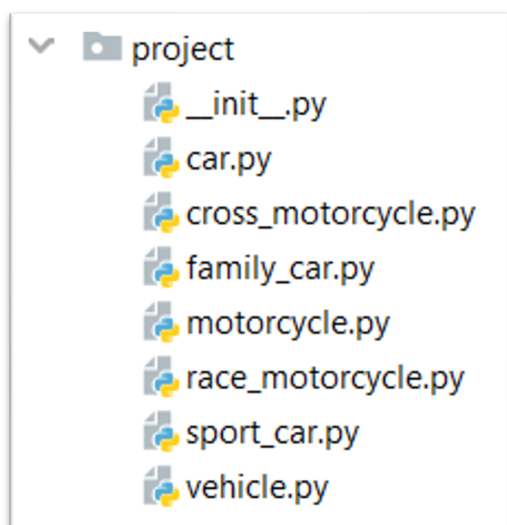 project
__init__.py
car.py
cross_motorcycle.py
family_car.py
motorcycle.py
race_motorcycle.py
sport_car.py
vehicle.py